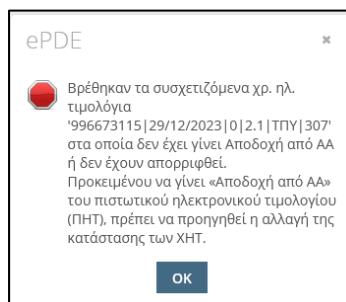 ePDE
Βρέθηκαν τα συσχετιζόμενα χρ. ηλ.
τιμολόγια
'996673115|29/12/2023|0|2.1|ΤΠΥ|307'
στα οποία δεν έχει γίνει Αποδοχή από ΑΑ
ή δεν έχουν απορριφθεί.
Προκειμένου να γίνει «Αποδοχή από ΑΑ»
του πιστωτικού ηλεκτρονικού τιμολογίου
(ΠΗΤ), πρέπει να προηγηθεί η αλλαγή της
κατάστασης των ΧΗΤ.
OK